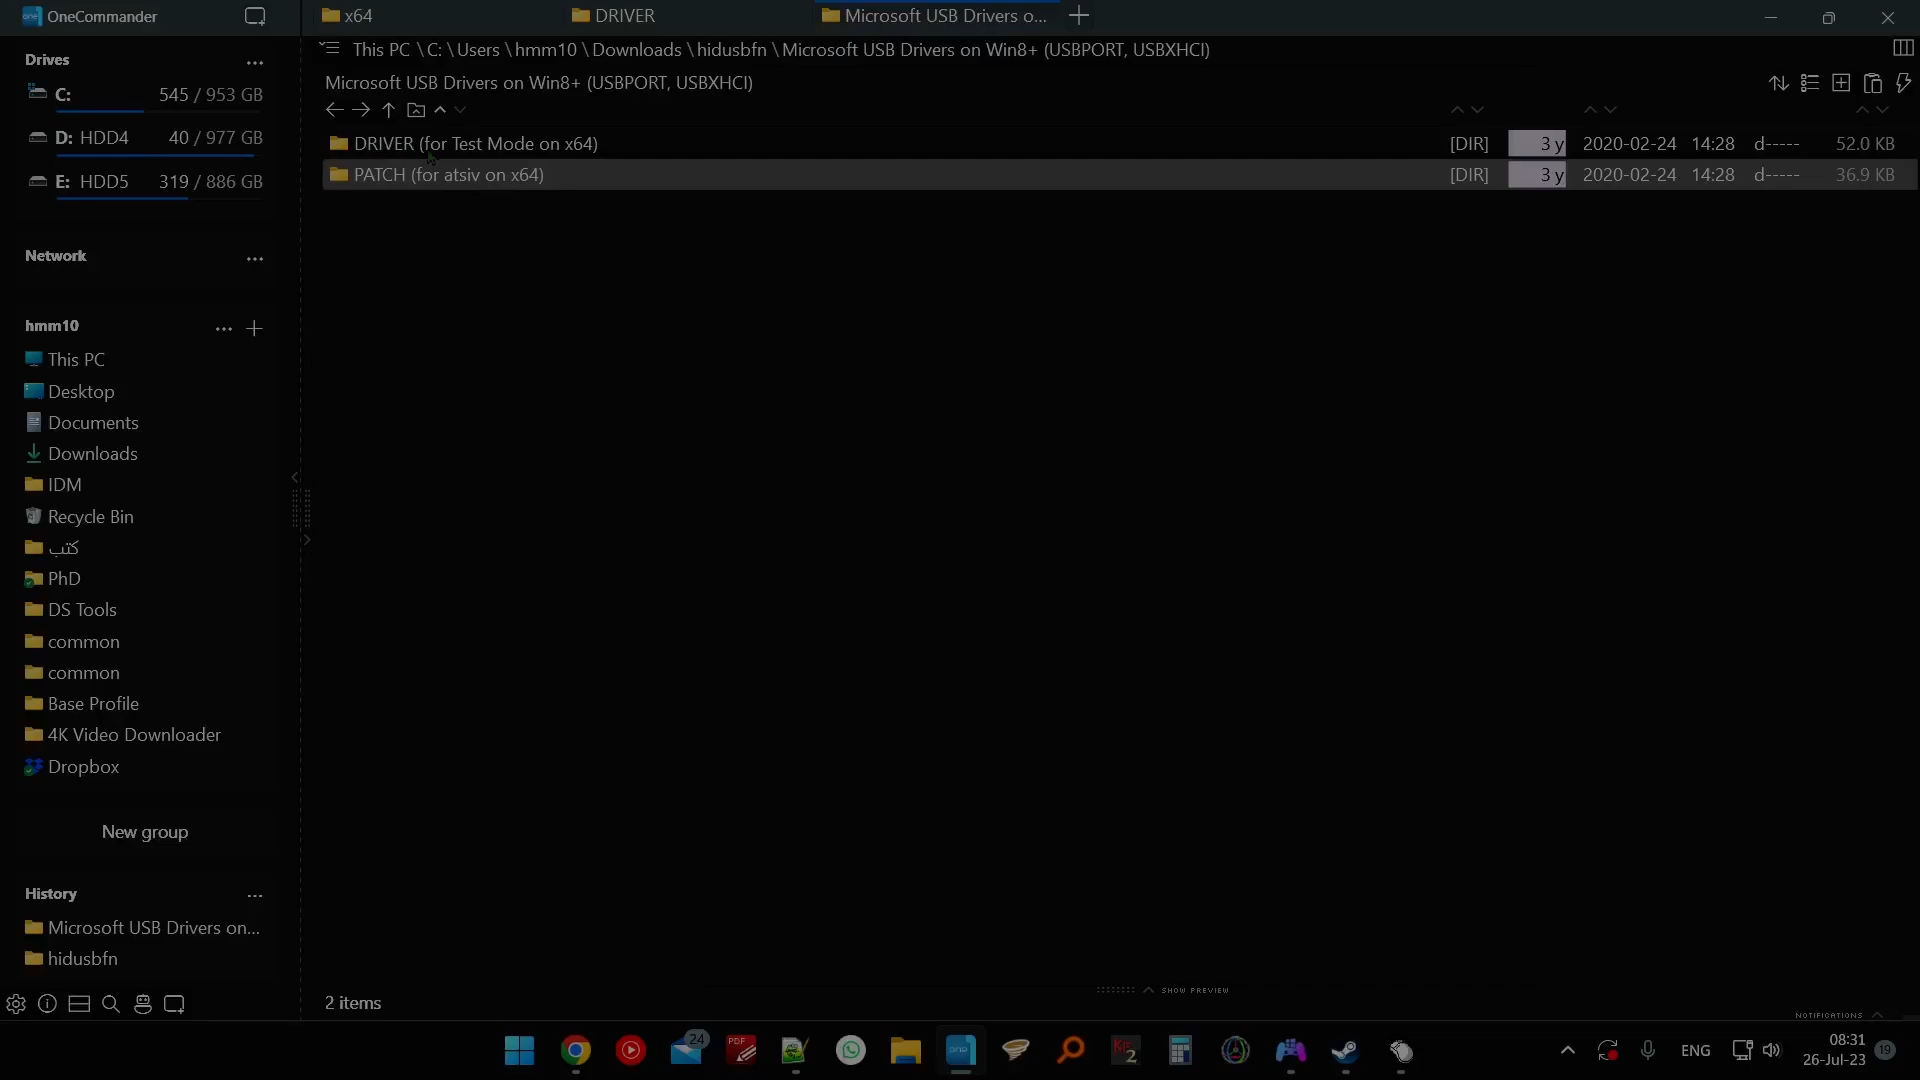 OneCommander
x64
DRIVER
Microsoft USB Drivers o...
Drives
C:
545 / 953 GB
D: HDD4
40 / 977 GB
E: HDD5
319 / 886 GB
Network
hmm10
This PC
Desktop
Documents
Downloads
IDM
Recycle Bin
كتب
PhD
DS Tools
common
common
Base Profile
4K Video Downloader
Dropbox
New group
History
Microsoft USB Drivers on...
hidusbfn
This PC \ C: \ Users \ hmm10 \ Downloads \ hidusbfn \ Microsoft USB Drivers on Win8+ (USBPORT, USBXHCI)
Microsoft USB Drivers on Win8+ (USBPORT, USBXHCI)
DRIVER (for Test Mode on x64) [DIR] 3 y 2020-02-24 14:28 d----- 52.0 KB
PATCH (for atsiv on x64) [DIR] 3 y 2020-02-24 14:28 d----- 36.9 KB
2 items
SHOW PREVIEW
NOTIFICATIONS
24
PDF
one
2
ENG
08:31
26-Jul-23
19